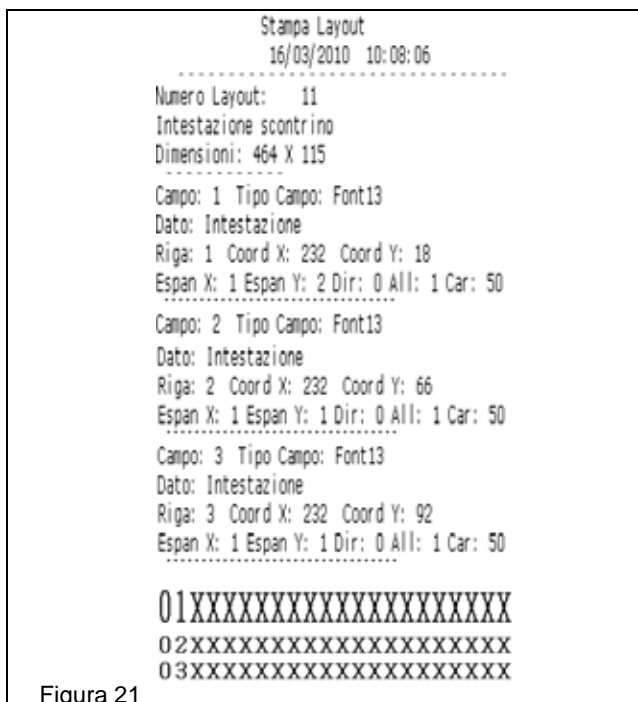 Stampa Layout
16/03/2010 10:08:06
Numero Layout: 11
Intestazione scontrino
Dimensioni: 464 X 115
Campo: 1 Tipo Campo: Font13
Dato: Intestazione
Riga: 1 Coord X: 232 Coord Y: 18
Espan X: 1 Espan Y: 2 Dir: 0 All: 1 Car: 50
Campo: 2 Tipo Campo: Font13
Dato: Intestazione
Riga: 2 Coord X: 232 Coord Y: 66
Espan X: 1 Espan Y: 1 Dir: 0 All: 1 Car: 50
Campo: 3 Tipo Campo: Font13
Dato: Intestazione
Riga: 3 Coord X: 232 Coord Y: 92
Espan X: 1 Espan Y: 1 Dir: 0 All: 1 Car: 50
01XXXXXXXXXXXXXXXXXXXX
02XXXXXXXXXXXXXXXXXXXX
03XXXXXXXXXXXXXXXXXXXX
Figura 21